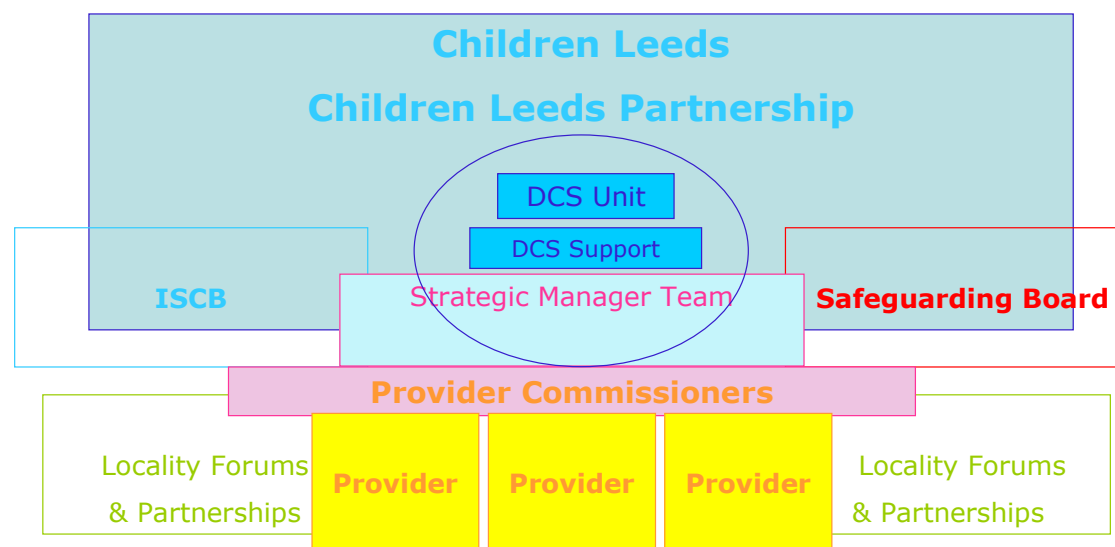 Children Leeds
Children Leeds Partnership
DCS Unit
DCS Support
ISCB
Strategic Manager Team
Safeguarding Board
Provider Commissioners
Locality Forums
& Partnerships
Provider
Provider
Provider
Locality Forums
& Partnerships